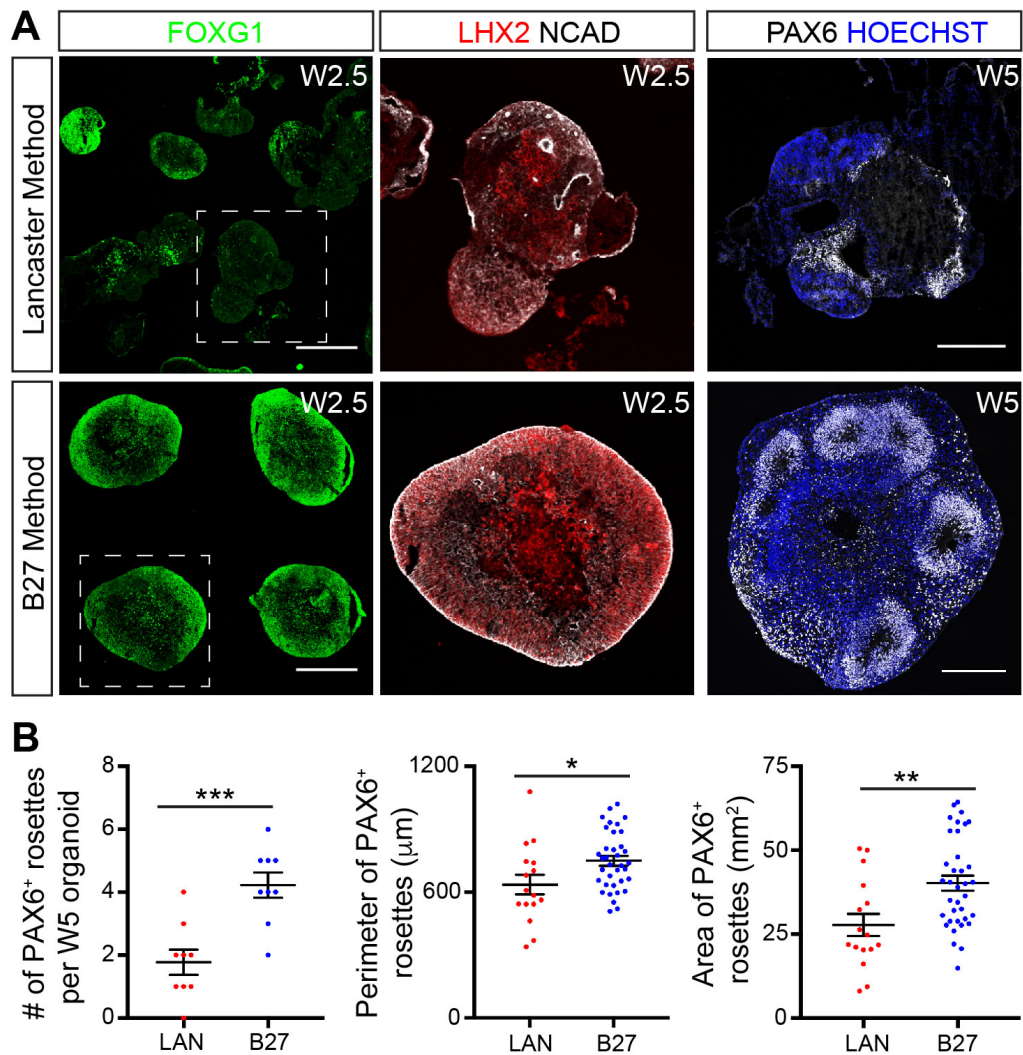 A
FOXG1
LHX2 NCAD
PAX6 HOECHST
Lancaster Method
W2.5
W2.5
W5
B27 Method
W2.5
W2.5
W5
B
# of PAX6⁺ rosettes
per W5 organoid
8
6
4
2
0
***
LAN
B27
Perimeter of PAX6⁺
rosettes (μm)
1200
600
0
*
LAN
B27
Area of PAX6⁺
rosettes (mm²)
75
50
25
0
**
LAN
B27